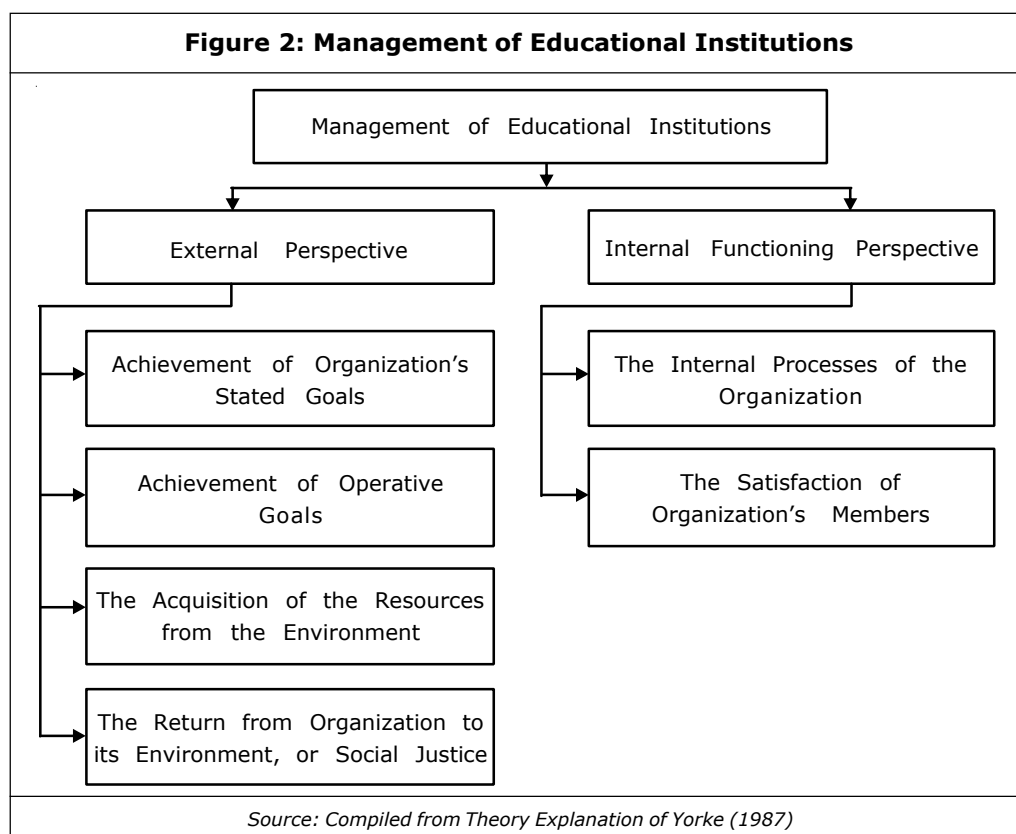 Figure 2: Management of Educational Institutions
Management of Educational Institutions
External Perspective
Internal Functioning Perspective
Achievement of Organization's
Stated Goals
Achievement of Operative
Goals
The Acquisition of the Resources
from the Environment
The Return from Organization to
its Environment, or Social Justice
The Internal Processes of the
Organization
The Satisfaction of
Organization's Members
Source: Compiled from Theory Explanation of Yorke (1987)